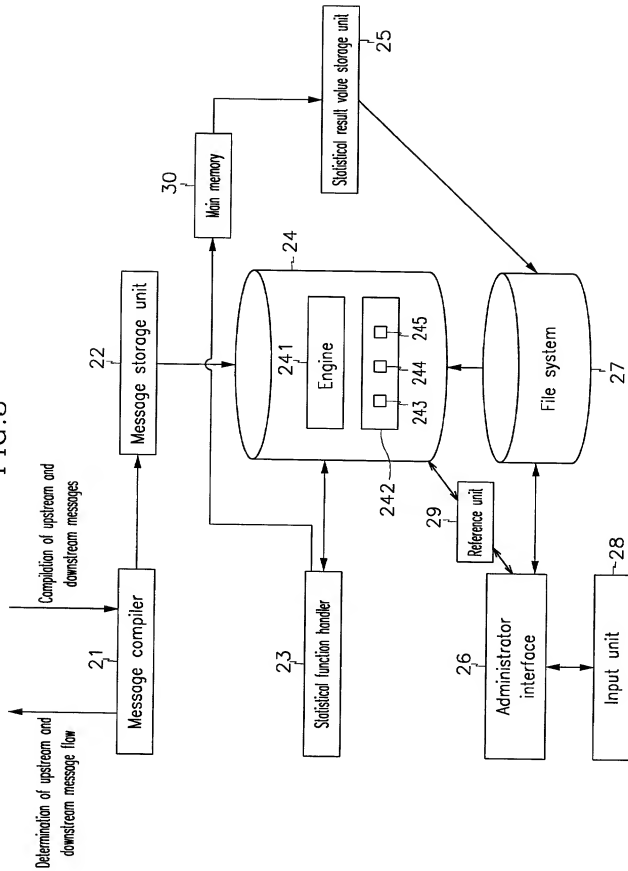 FIG.8
Determination of upstream and
downstream message flow
Compilation of upstream and
downstream messages
21
Message compiler
22
Message storage unit
30
Main memory
25
Statistical result value storage unit
23
Statistical function handler
24
241
Engine
242
243
244
245
29
Reference unit
26
Administrator
interface
File system
27
28
Input unit